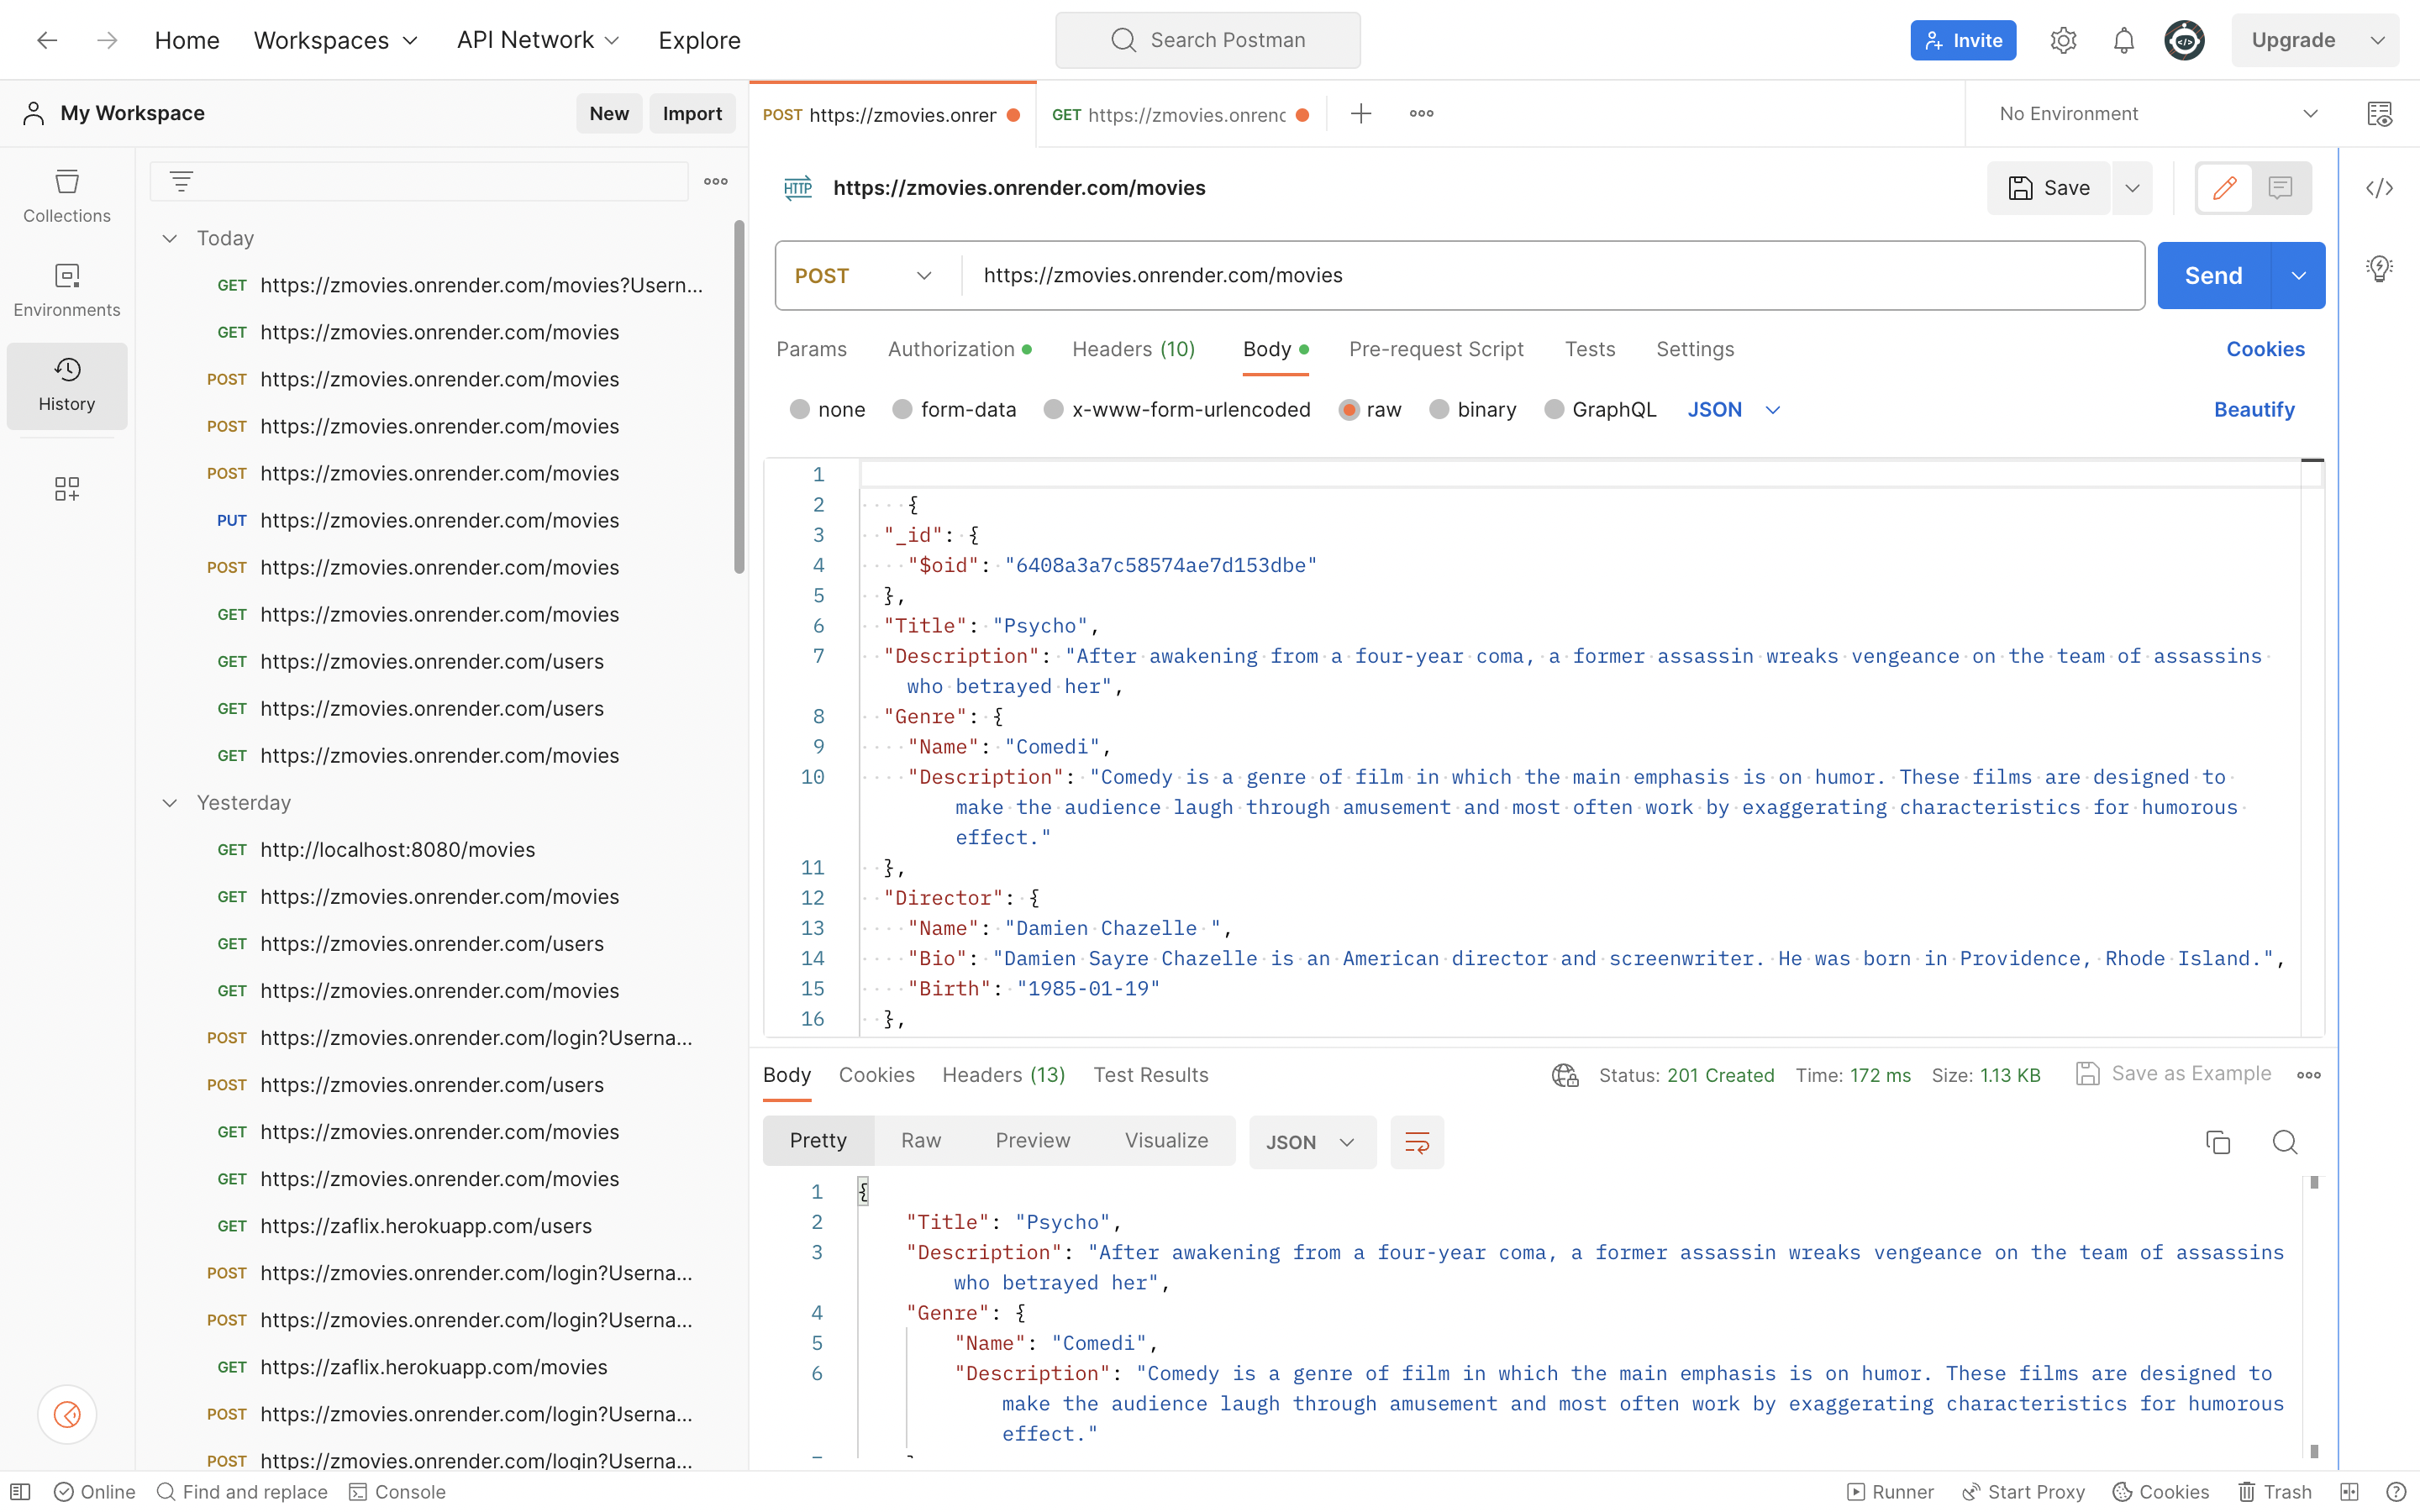 Home Workspaces API Network Explore
Search Postman
Invite
Upgrade
My Workspace
New Import
POST https://zmovies.onrer
GET https://zmovies.onrenc
No Environment
Collections
Environments
History
Today
GET https://zmovies.onrender.com/movies?Usern...
GET https://zmovies.onrender.com/movies
POST https://zmovies.onrender.com/movies
POST https://zmovies.onrender.com/movies
POST https://zmovies.onrender.com/movies
PUT https://zmovies.onrender.com/movies
POST https://zmovies.onrender.com/movies
GET https://zmovies.onrender.com/movies
GET https://zmovies.onrender.com/users
GET https://zmovies.onrender.com/users
GET https://zmovies.onrender.com/movies
Yesterday
GET http://localhost:8080/movies
GET https://zmovies.onrender.com/movies
GET https://zmovies.onrender.com/users
GET https://zmovies.onrender.com/movies
POST https://zmovies.onrender.com/login?Userna...
POST https://zmovies.onrender.com/users
GET https://zmovies.onrender.com/movies
GET https://zmovies.onrender.com/movies
GET https://zaflix.herokuapp.com/users
POST https://zmovies.onrender.com/login?Userna...
POST https://zmovies.onrender.com/login?Userna...
GET https://zaflix.herokuapp.com/movies
POST https://zmovies.onrender.com/login?Userna...
POST https://zmovies.onrender.com/login?Userna...
HTTP https://zmovies.onrender.com/movies
Save
POST https://zmovies.onrender.com/movies
Send
Params Authorization Headers (10) Body Pre-request Script Tests Settings Cookies
none form-data x-www-form-urlencoded raw binary GraphQL JSON Beautify
1
2 {
3 "_id": {
4 "$oid": "6408a3a7c58574ae7d153dbe"
5 },
6 "Title": "Psycho",
7 "Description": "After awakening from a four-year coma, a former assassin wreaks vengeance on the team of assassins
who betrayed her",
8 "Genre": {
9 "Name": "Comedi",
10 "Description": "Comedy is a genre of film in which the main emphasis is on humor. These films are designed to
make the audience laugh through amusement and most often work by exaggerating characteristics for humorous
effect."
11 },
12 "Director": {
13 "Name": "Damien Chazelle ",
14 "Bio": "Damien Sayre Chazelle is an American director and screenwriter. He was born in Providence, Rhode Island.",
15 "Birth": "1985-01-19"
16 },
Body Cookies Headers (13) Test Results
Status: 201 Created Time: 172 ms Size: 1.13 KB Save as Example
Pretty Raw Preview Visualize JSON
1 {
2 "Title": "Psycho",
3 "Description": "After awakening from a four-year coma, a former assassin wreaks vengeance on the team of assassins
who betrayed her",
4 "Genre": {
5 "Name": "Comedi",
6 "Description": "Comedy is a genre of film in which the main emphasis is on humor. These films are designed to
make the audience laugh through amusement and most often work by exaggerating characteristics for humorous
effect."
Online Find and replace Console
Runner Start Proxy Cookies Trash